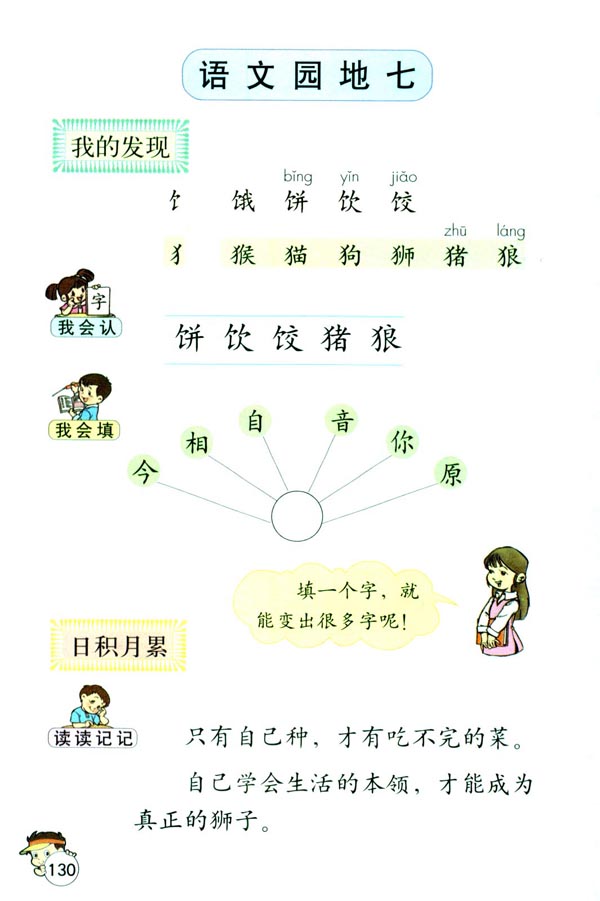 语文园地七
我的发现
bǐng yǐn jiǎo
饣 饿 饼 饮 饺
zhū láng
犭 猴 猫 狗 狮 猪 狼
字
我会认
饼 饮 饺 猪 狼
我会填
今 相 自 音 你 原
填一个字，就
能变出很多字呢！
日积月累
读读记记
只有自己种，才有吃不完的菜。
自己学会生活的本领，才能成为
真正的狮子。
130